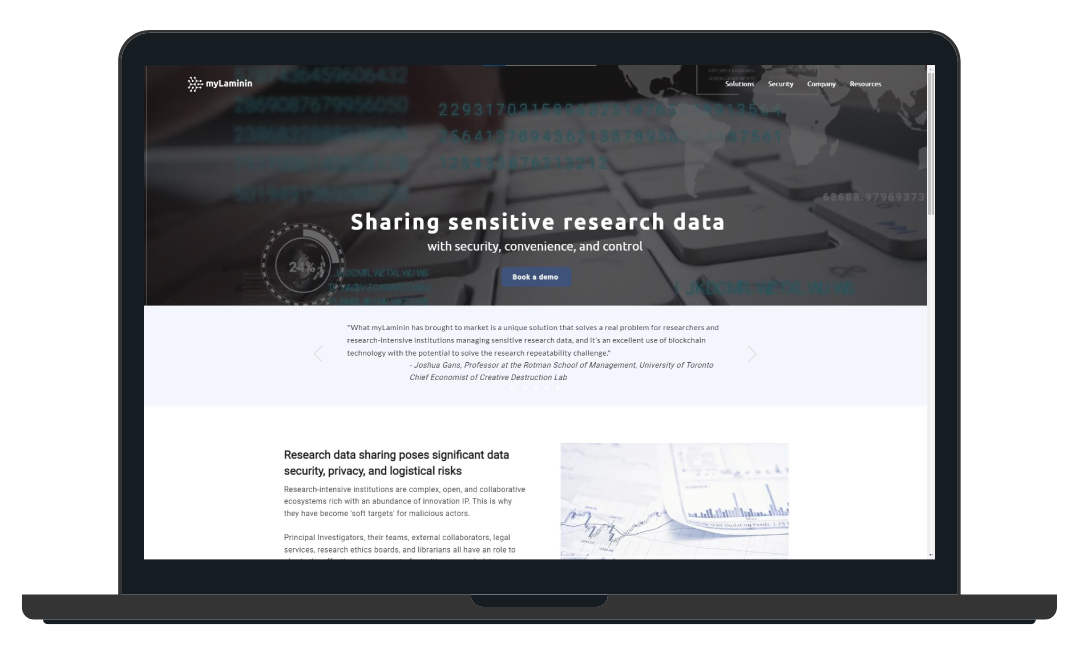 myLaminin
Solutions Security Company Resources
68688.97969373
Sharing sensitive research data
with security, convenience, and control
24%
Book a demo
"What myLaminin has brought to market is a unique solution that solves a real problem for researchers and
research-intensive institutions managing sensitive research data, and it's an excellent use of blockchain
technology with the potential to solve the research repeatability challenge."
- Joshua Gans, Professor at the Rotman School of Management, University of Toronto
Chief Economist of Creative Destruction Lab
Research data sharing poses significant data
security, privacy, and logistical risks
Research-intensive institutions are complex, open, and collaborative
ecosystems rich with an abundance of innovation IP. This is why
they have become 'soft targets' for malicious actors.
Principal Investigators, their teams, external collaborators, legal
services, research ethics boards, and librarians all have an role to